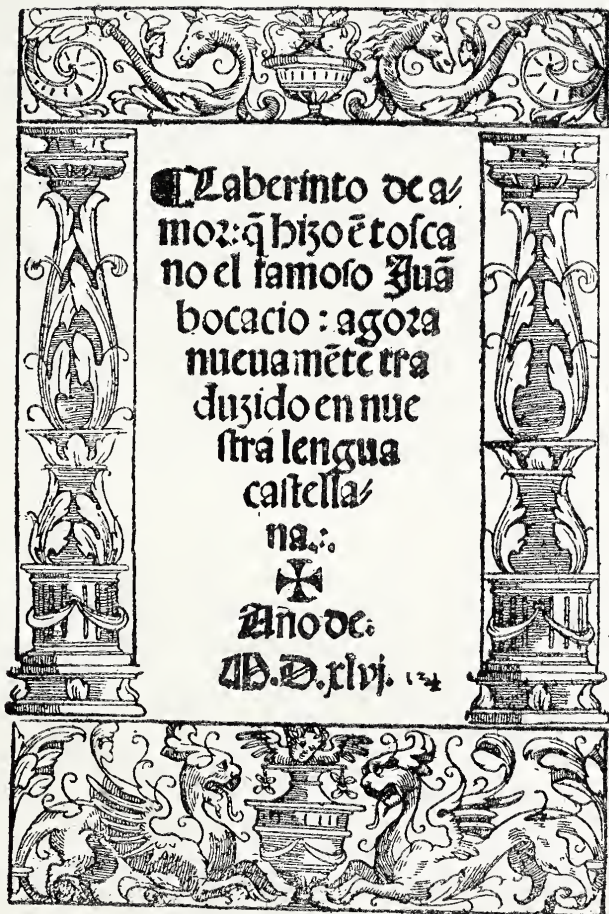 ¶Laberinto de a⸗
mor: q̄ hizo ē tosca
no el famoso Juā
bocacio : agora
nueuamēte tra
duzido en nue
stra lengua
castella⸗
na.:.
✠
Año de:
M.D.xlvj.